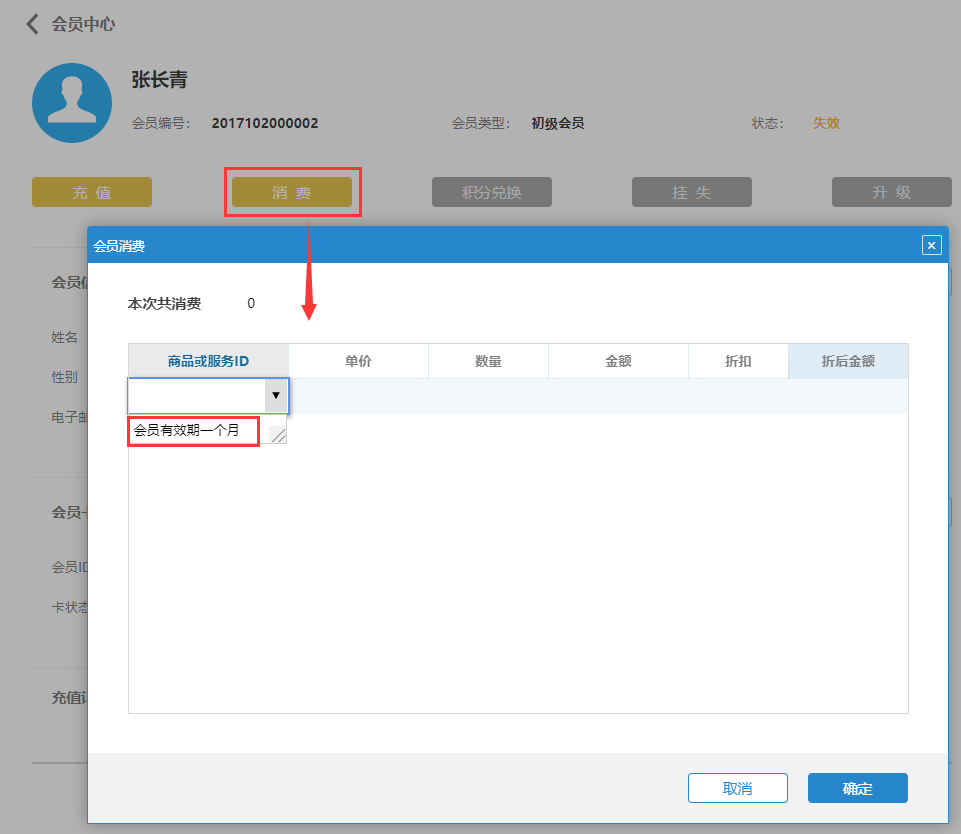 会员中心
张长青
会员编号： 2017102000002 会员类型： 初级会员 状态： 失效
充 值 消 费 积分兑换 挂 失 升 级
会员消费
会员信
本次共消费 0
姓名
商品或服务ID 单价 数量 金额 折扣 折后金额
性别
电子邮
会员有效期一个月
会员卡
会员ID
卡状态
充值记
取消 确定